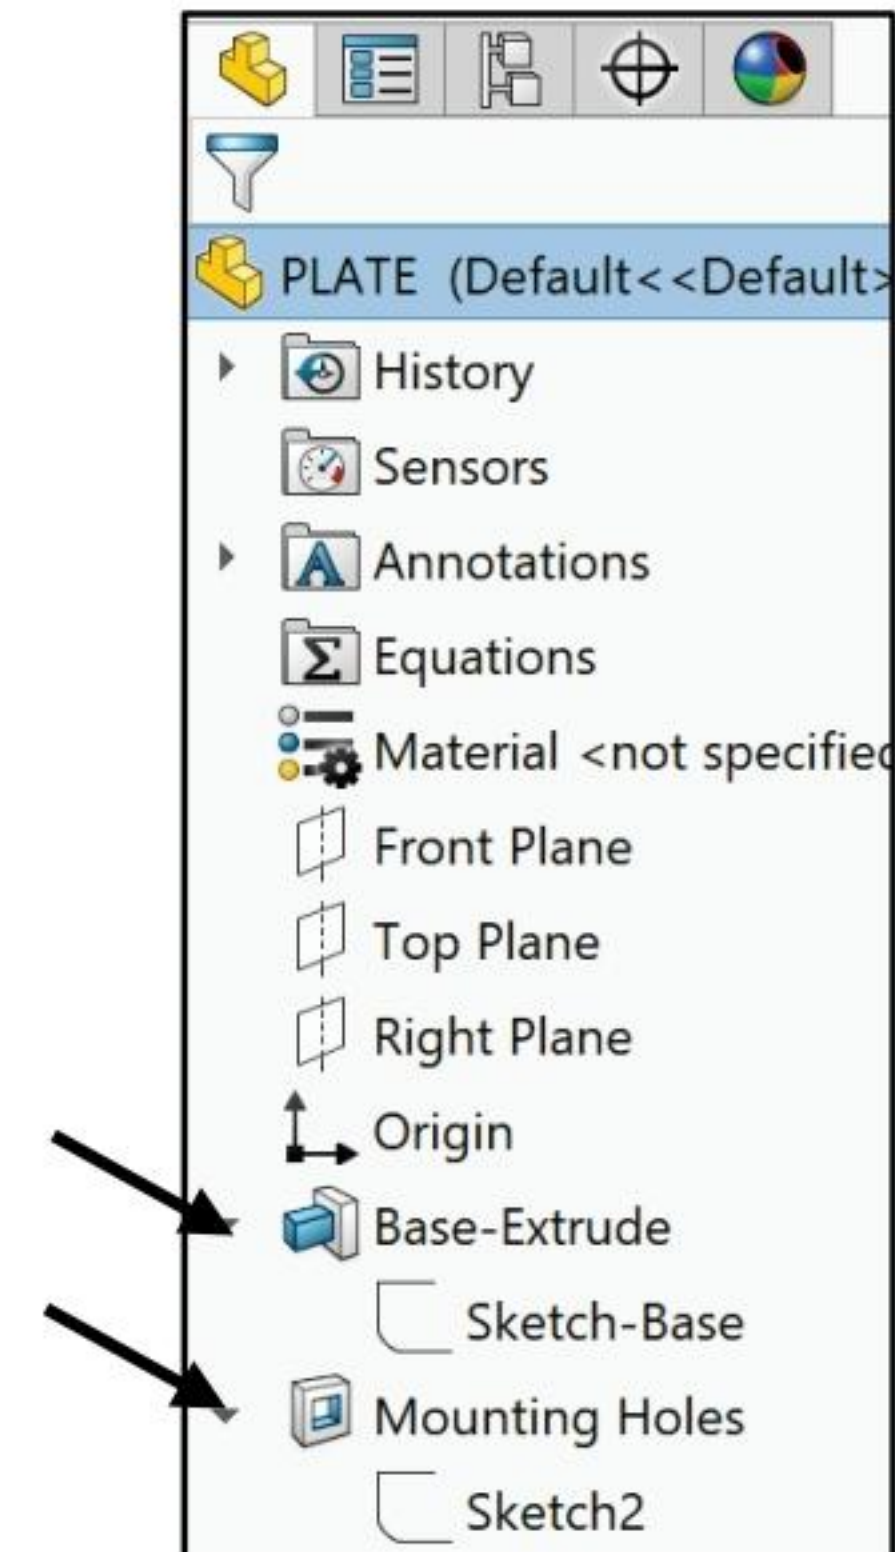 PLATE (Default<<Default>
History
Sensors
Annotations
Equations
Material <not specified
Front Plane
Top Plane
Right Plane
Origin
Base-Extrude
Sketch-Base
Mounting Holes
Sketch2